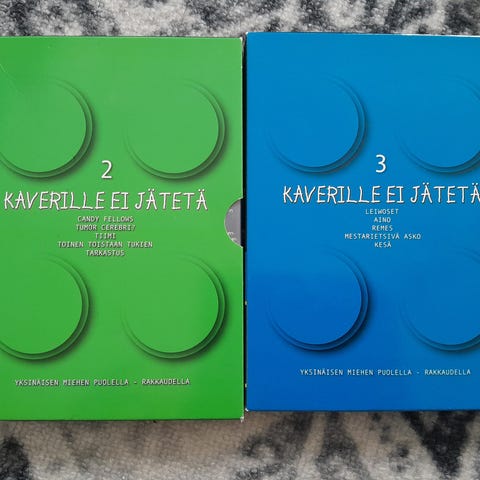 2
KAVERILLE EI JÄTETÄ
CANDY FELLOWS
TUMOR CEREBRI?
TIIMI
TOINEN TOISTAAN TUKIEN
TARKASTUS
YKSINÄISEN MIEHEN PUOLELLA - RAKKAUDELLA
3
KAVERILLE EI JÄTETÄ
LEIWOSET
AINO
REMES
MESTARIETSIVÄ ASKO
KESÄ
YKSINÄISEN MIEHEN PUOLELLA - RAKKAUDELLA